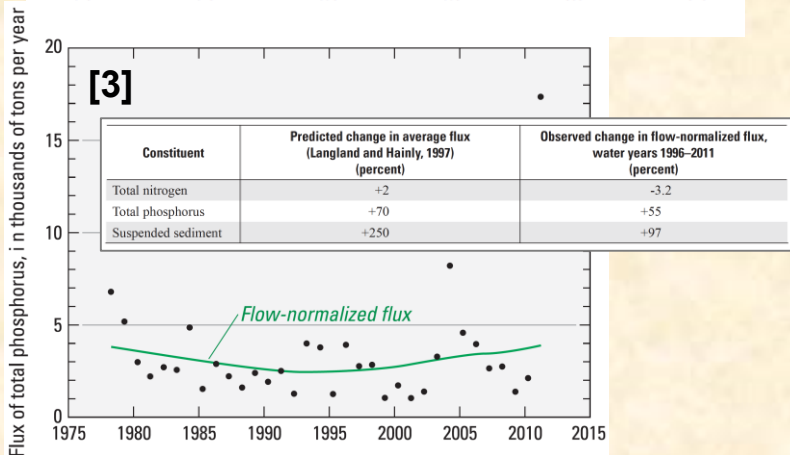 Flux of total phosphorus, i n thousands of tons per year
20
[3]
15
10
5
0
Constituent
Predicted change in average flux
(Langland and Hainly, 1997)
(percent)
Observed change in flow-normalized flux,
water years 1996–2011
(percent)
Total nitrogen +2 -3.2
Total phosphorus +70 +55
Suspended sediment +250 +97
Flow-normalized flux
1975 1980 1985 1990 1995 2000 2005 2010 2015